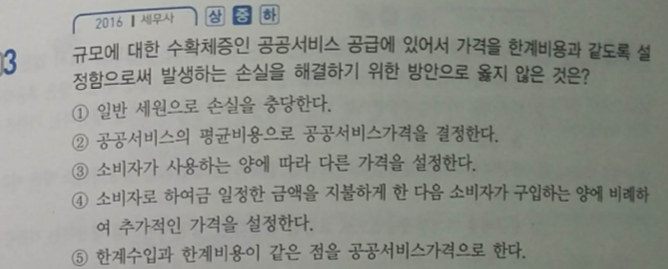 2016 | 세무사 상 중 하
3 규모에 대한 수확체증인 공공서비스 공급에 있어서 가격을 한계비용과 같도록 설
정함으로써 발생하는 손실을 해결하기 위한 방안으로 옳지 않은 것은?
① 일반 세원으로 손실을 충당한다.
② 공공서비스의 평균비용으로 공공서비스가격을 결정한다.
③ 소비자가 사용하는 양에 따라 다른 가격을 설정한다.
④ 소비자로 하여금 일정한 금액을 지불하게 한 다음 소비자가 구입하는 양에 비례하
여 추가적인 가격을 설정한다.
⑤ 한계수입과 한계비용이 같은 점을 공공서비스가격으로 한다.